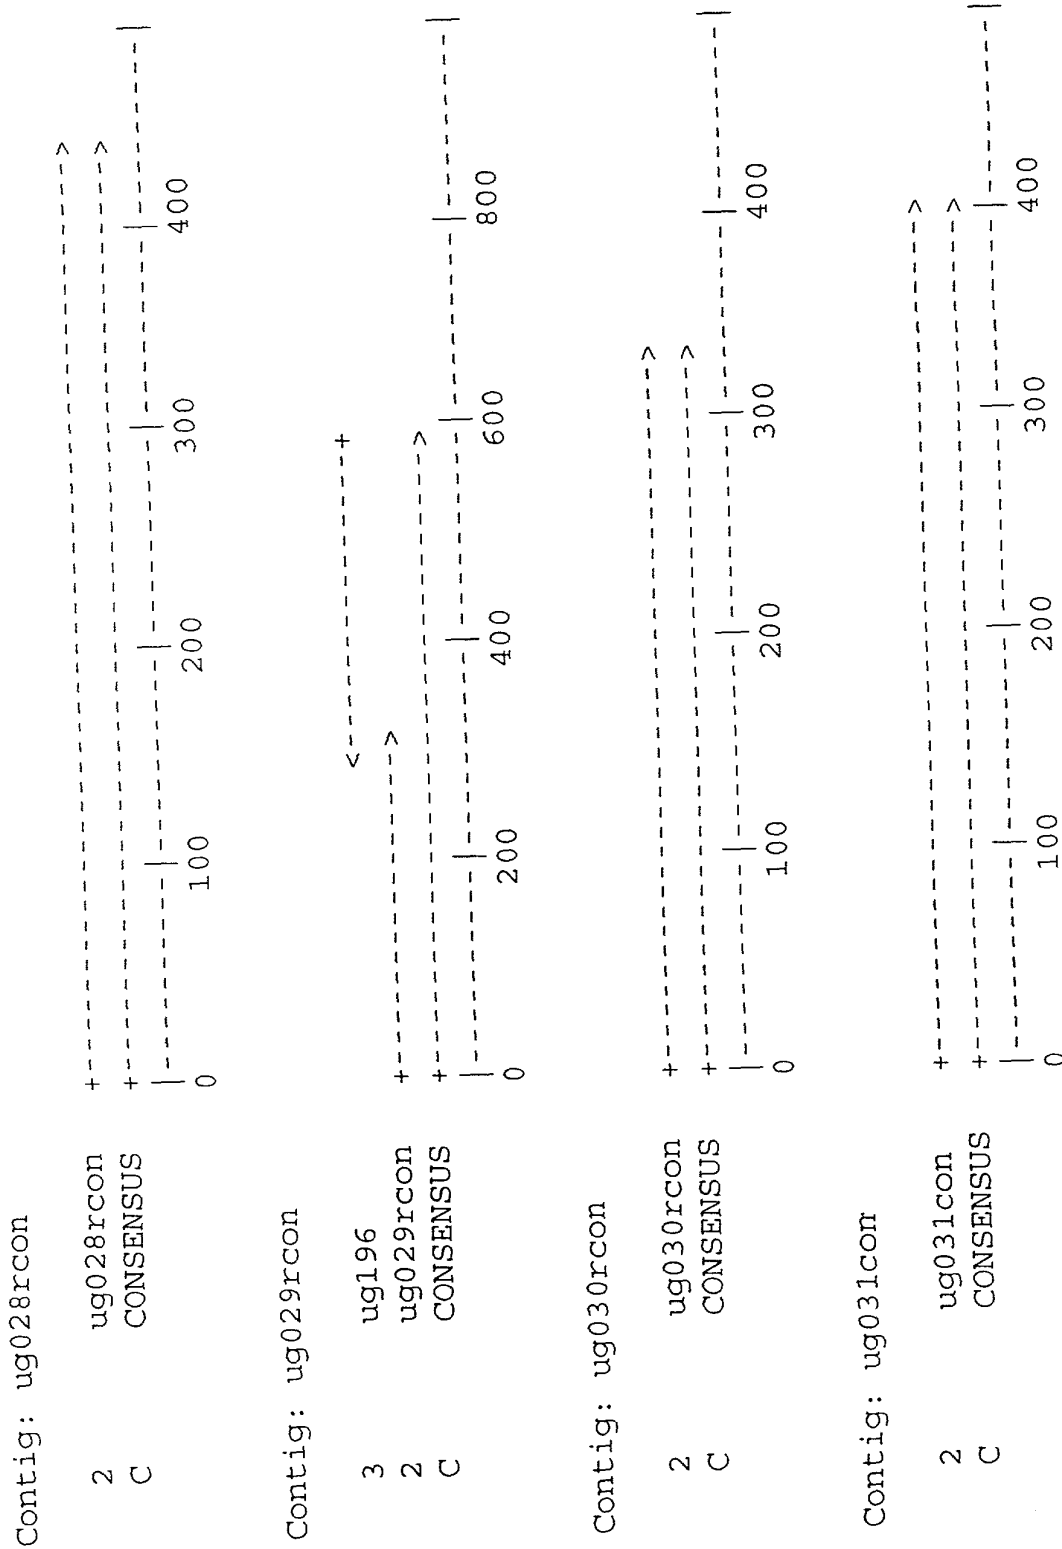 Contig: ug028rcon
2 ug028rcon +---------------------------------------->
C CONSENSUS +---------------------------------------->
|---------|---------|---------|---------|---------|
0 100 200 300 400
Contig: ug029rcon
3 ug196 <---------------+
2 ug029rcon +--------------->
C CONSENSUS +----------------------------->
|---------|---------|---------|---------|---------|
0 200 400 600 800
Contig: ug030rcon
2 ug030rcon +--------------------------------->
C CONSENSUS +--------------------------------->
|---------|---------|---------|---------|---------|
0 100 200 300 400
Contig: ug031con
2 ug031con +--------------------------------------->
C CONSENSUS +--------------------------------------->
|---------|---------|---------|---------|---------|
0 100 200 300 400